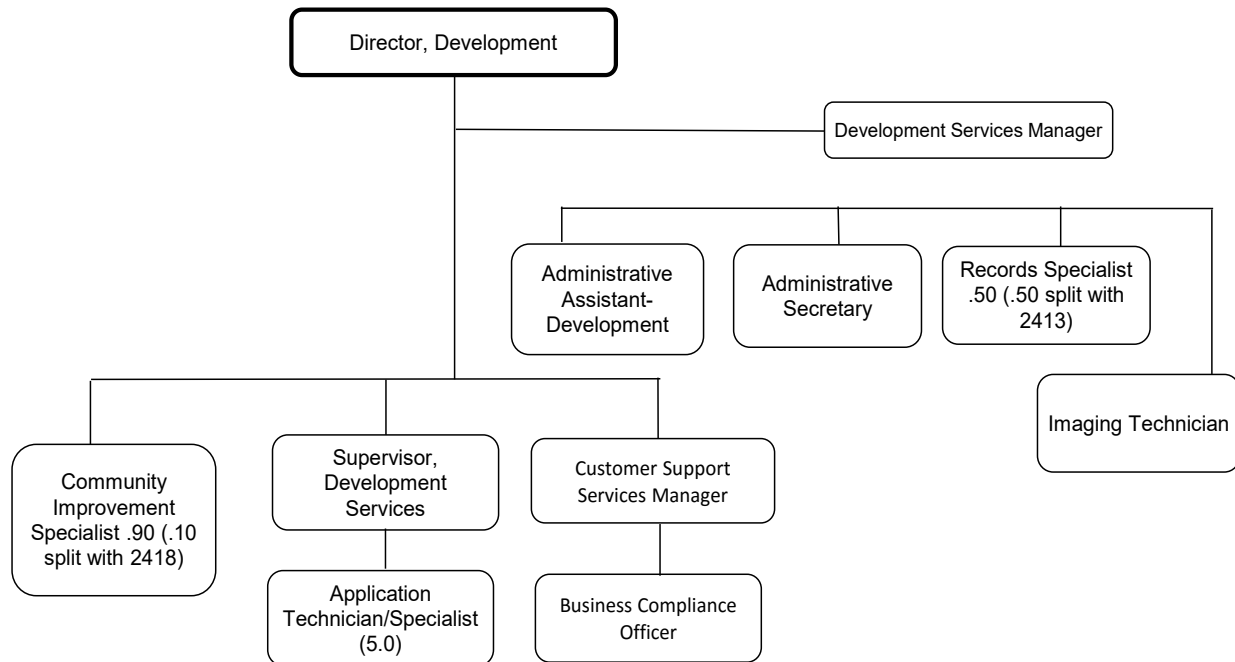 Director, Development
Development Services Manager
Administrative
Assistant-
Development
Administrative
Secretary
Records Specialist
.50 (.50 split with
2413)
Imaging Technician
Community
Improvement
Specialist .90 (.10
split with 2418)
Supervisor,
Development
Services
Customer Support
Services Manager
Application
Technician/Specialist
(5.0)
Business Compliance
Officer